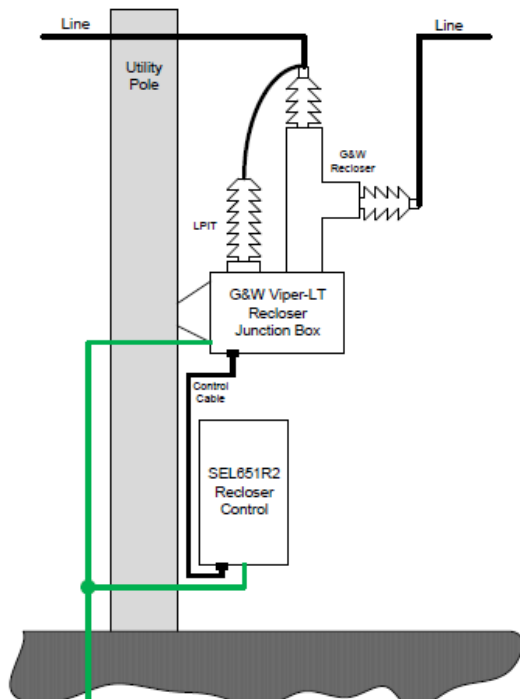 Line
Line
Utility
Pole
G&W
Recloser
LPIT
G&W Viper-LT
Recloser
Junction Box
Control
Cable
SEL651R2
Recloser
Control